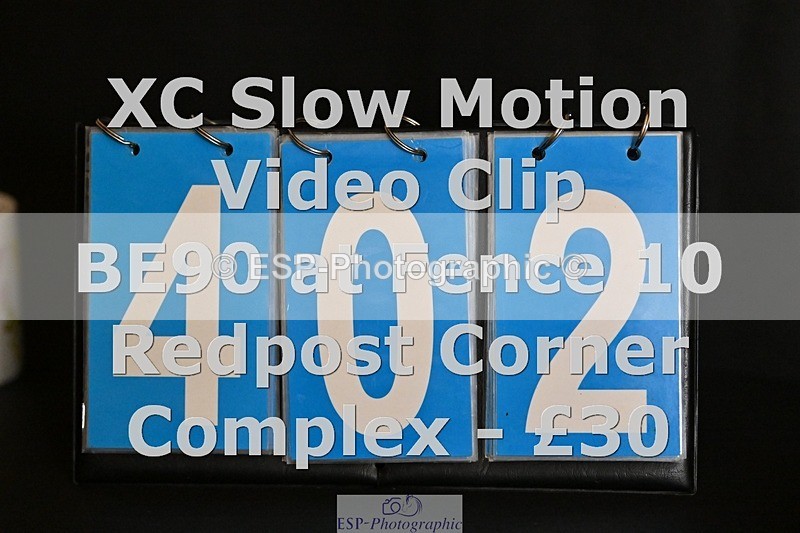 XC Slow Motion
Video Clip
BE90 at Fence 10
Redpost Corner
Complex - £30
402
© ESP-Photographic ©
ESP-Photographic